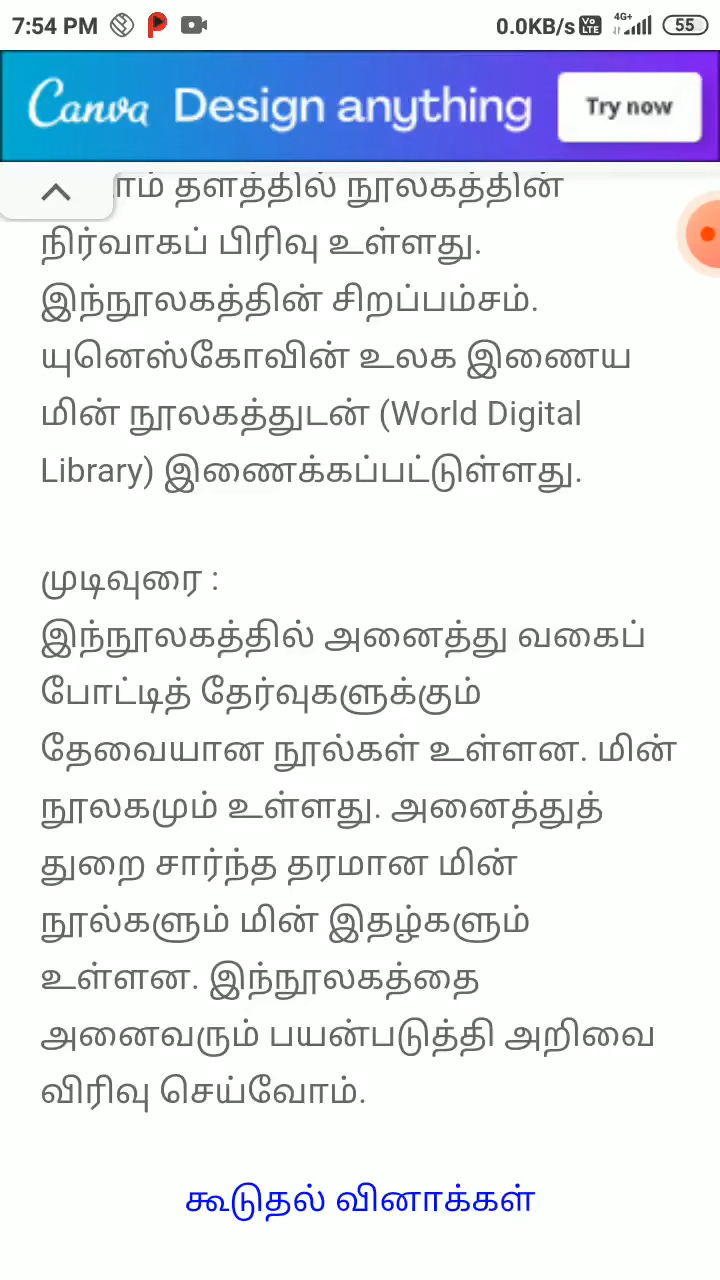 7:54 PM 0.0KB/s Vo LTE 4G+ 55
Canva Design anything Try now
தளத்தில் நூலகத்தின்
நிர்வாகப் பிரிவு உள்ளது.
இந்நூலகத்தின் சிறப்பம்சம்.
யுனெஸ்கோவின் உலக இணைய
மின் நூலகத்துடன் (World Digital
Library) இணைக்கப்பட்டுள்ளது.
முடிவுரை :
இந்நூலகத்தில் அனைத்து வகைப்
போட்டித் தேர்வுகளுக்கும்
தேவையான நூல்கள் உள்ளன. மின்
நூலகமும் உள்ளது. அனைத்துத்
துறை சார்ந்த தரமான மின்
நூல்களும் மின் இதழ்களும்
உள்ளன. இந்நூலகத்தை
அனைவரும் பயன்படுத்தி அறிவை
விரிவு செய்வோம்.
கூடுதல் வினாக்கள்